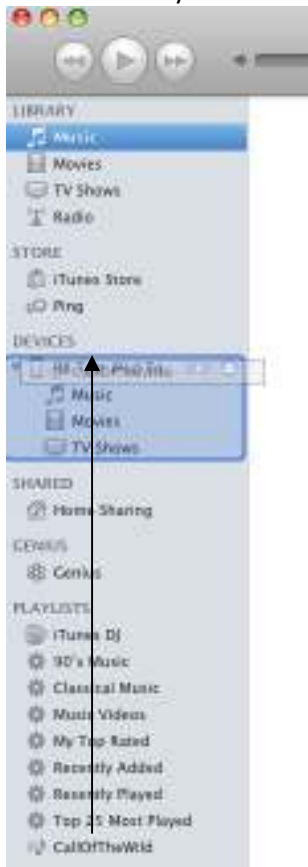 LIBRARY
Music
Movies
TV Shows
Radio
STORE
iTunes Store
Ping
DEVICES
Music
Movies
TV Shows
SHARED
Home Sharing
GENIUS
Genius
PLAYLISTS
iTunes DJ
90's Music
Classical Music
Music Videos
My Top Rated
Recently Added
Recently Played
Top 25 Most Played
CallOfTheWild